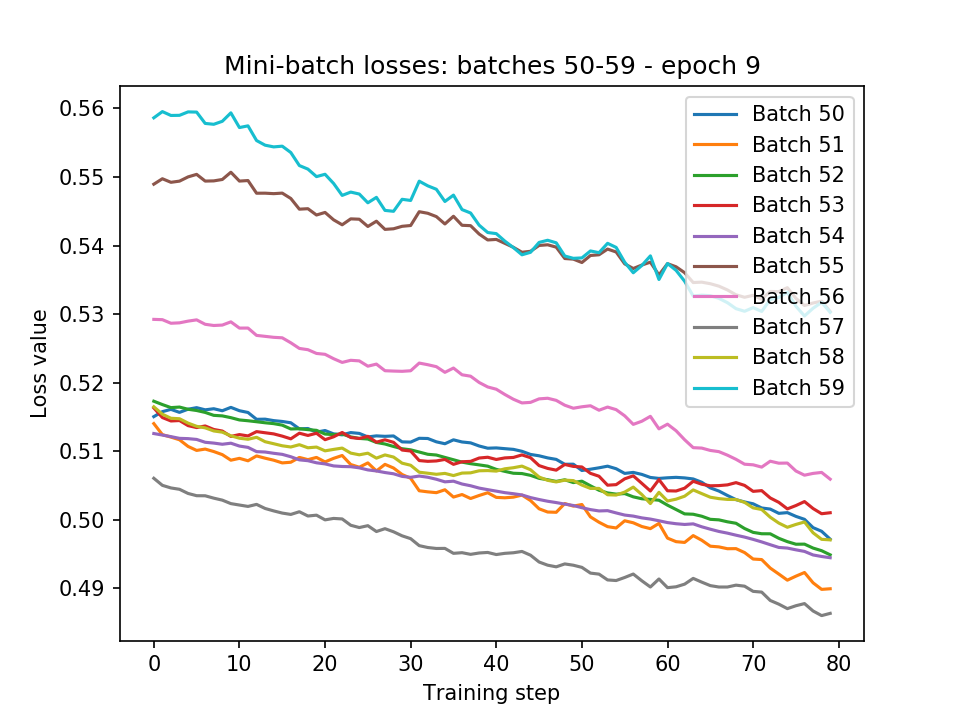 Mini-batch losses: batches 50-59 - epoch 9
0.56
0.55
0.54
0.53
0.52
0.51
0.50
0.49
Loss value
Batch 50
Batch 51
Batch 52
Batch 53
Batch 54
Batch 55
Batch 56
Batch 57
Batch 58
Batch 59
0 10 20 30 40 50 60 70 80
Training step